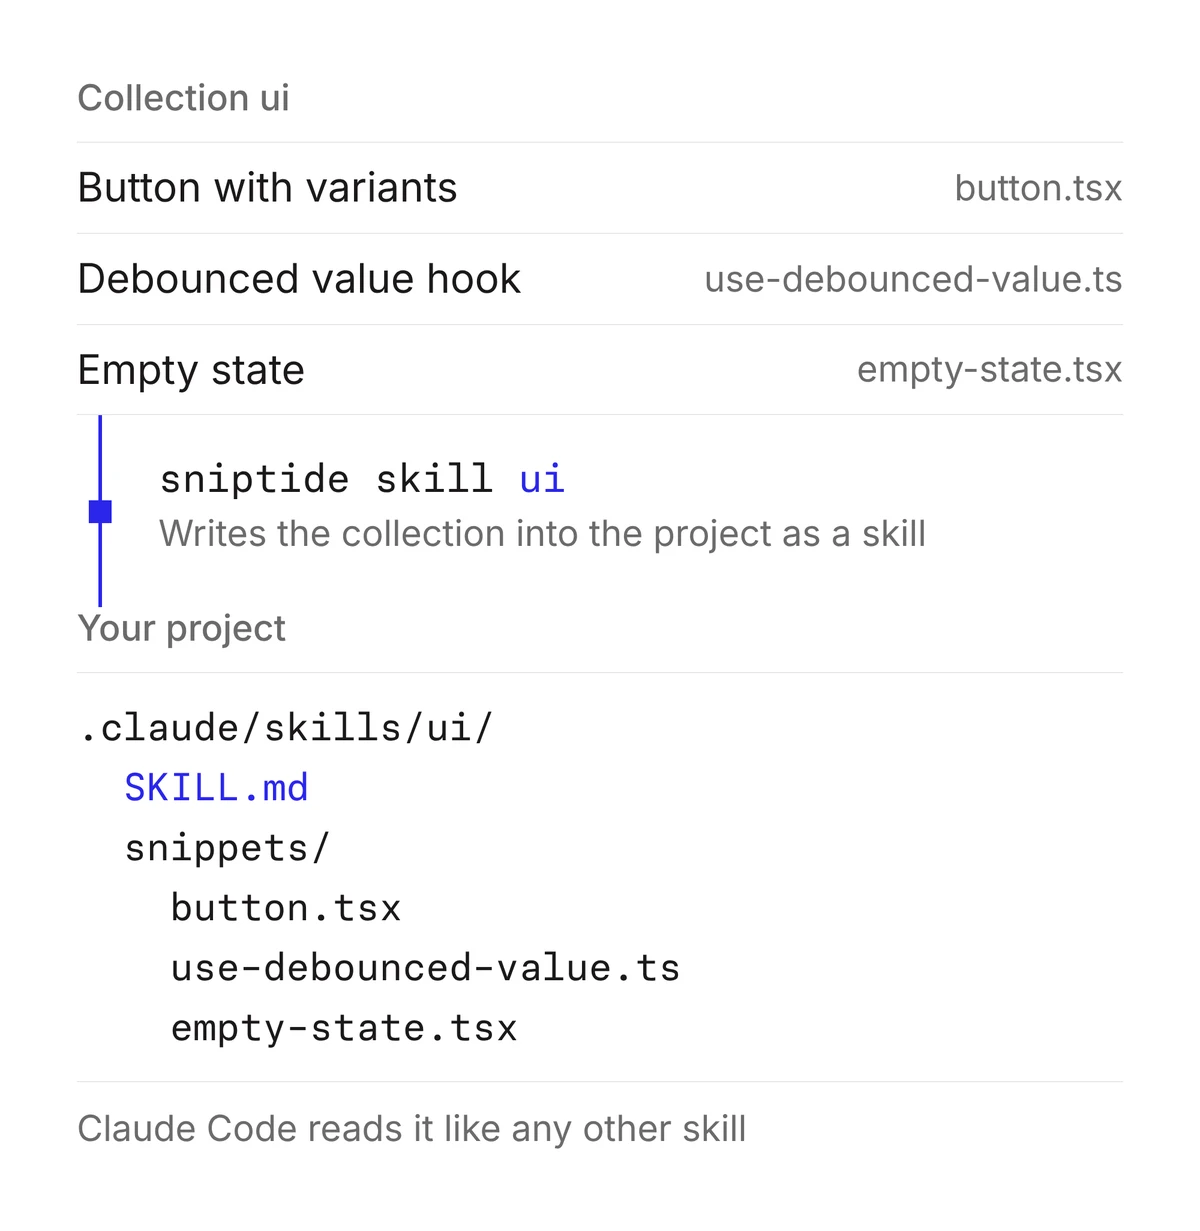 Collection ui
Button with variants button.tsx
Debounced value hook use-debounced-value.ts
Empty state empty-state.tsx
sniptide skill ui
Writes the collection into the project as a skill
Your project
.claude/skills/ui/
SKILL.md
snippets/
button.tsx
use-debounced-value.ts
empty-state.tsx
Claude Code reads it like any other skill